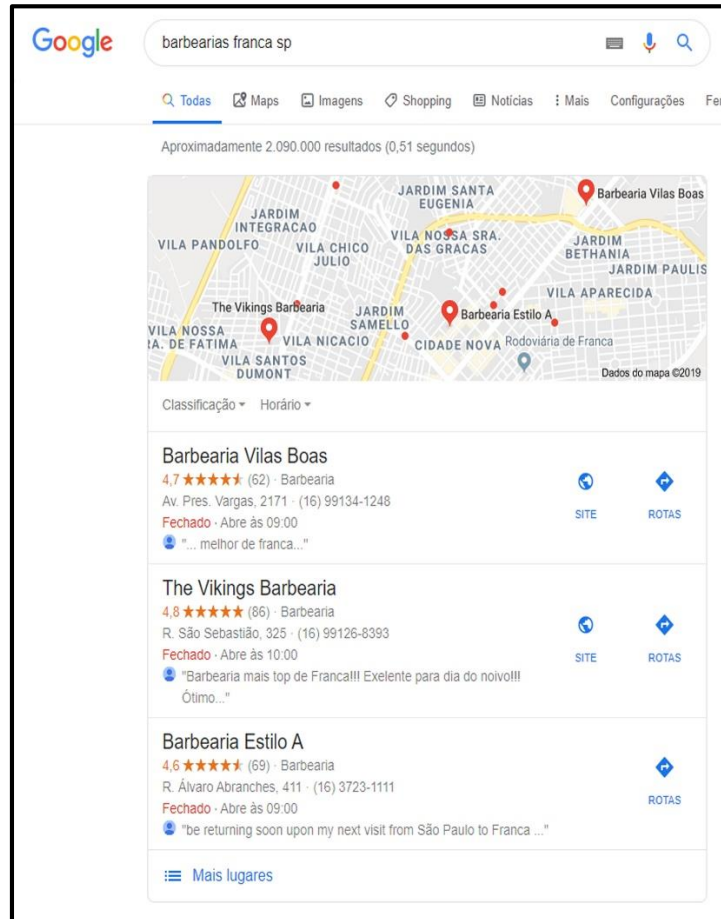 Google
barbearias franca sp
Todas Maps Imagens Shopping Notícias Mais Configurações Fer
Aproximadamente 2.090.000 resultados (0,51 segundos)
JARDIM SANTA EUGENIA
Barbearia Vilas Boas
JARDIM INTEGRACAO
VILA PANDOLFO
VILA CHICO JULIO
VILA NOSSA SRA. DAS GRACAS
JARDIM BETHANIA
JARDIM PAULIS
VILA APARECIDA
The Vikings Barbearia
JARDIM SAMELLO
Barbearia Estilo A
VILA NOSSA RA. DE FATIMA
VILA NICACIO
CIDADE NOVA
Rodoviária de Franca
VILA SANTOS DUMONT
Dados do mapa ©2019
Classificação Horário
Barbearia Vilas Boas
4,7 (62) · Barbearia
Av. Pres. Vargas, 2171 · (16) 99134-1248
SITE ROTAS
Fechado · Abre às 09:00
"... melhor de franca..."
The Vikings Barbearia
4,8 (86) · Barbearia
R. São Sebastião, 325 · (16) 99126-8393
Fechado · Abre às 10:00
SITE ROTAS
"Barbearia mais top de Franca!!! Exelente para dia do noivo!!!
Ótimo..."
Barbearia Estilo A
4,6 (69) · Barbearia
R. Álvaro Abranches, 411 · (16) 3723-1111
ROTAS
Fechado · Abre às 09:00
"be returning soon upon my next visit from São Paulo to Franca ..."
Mais lugares